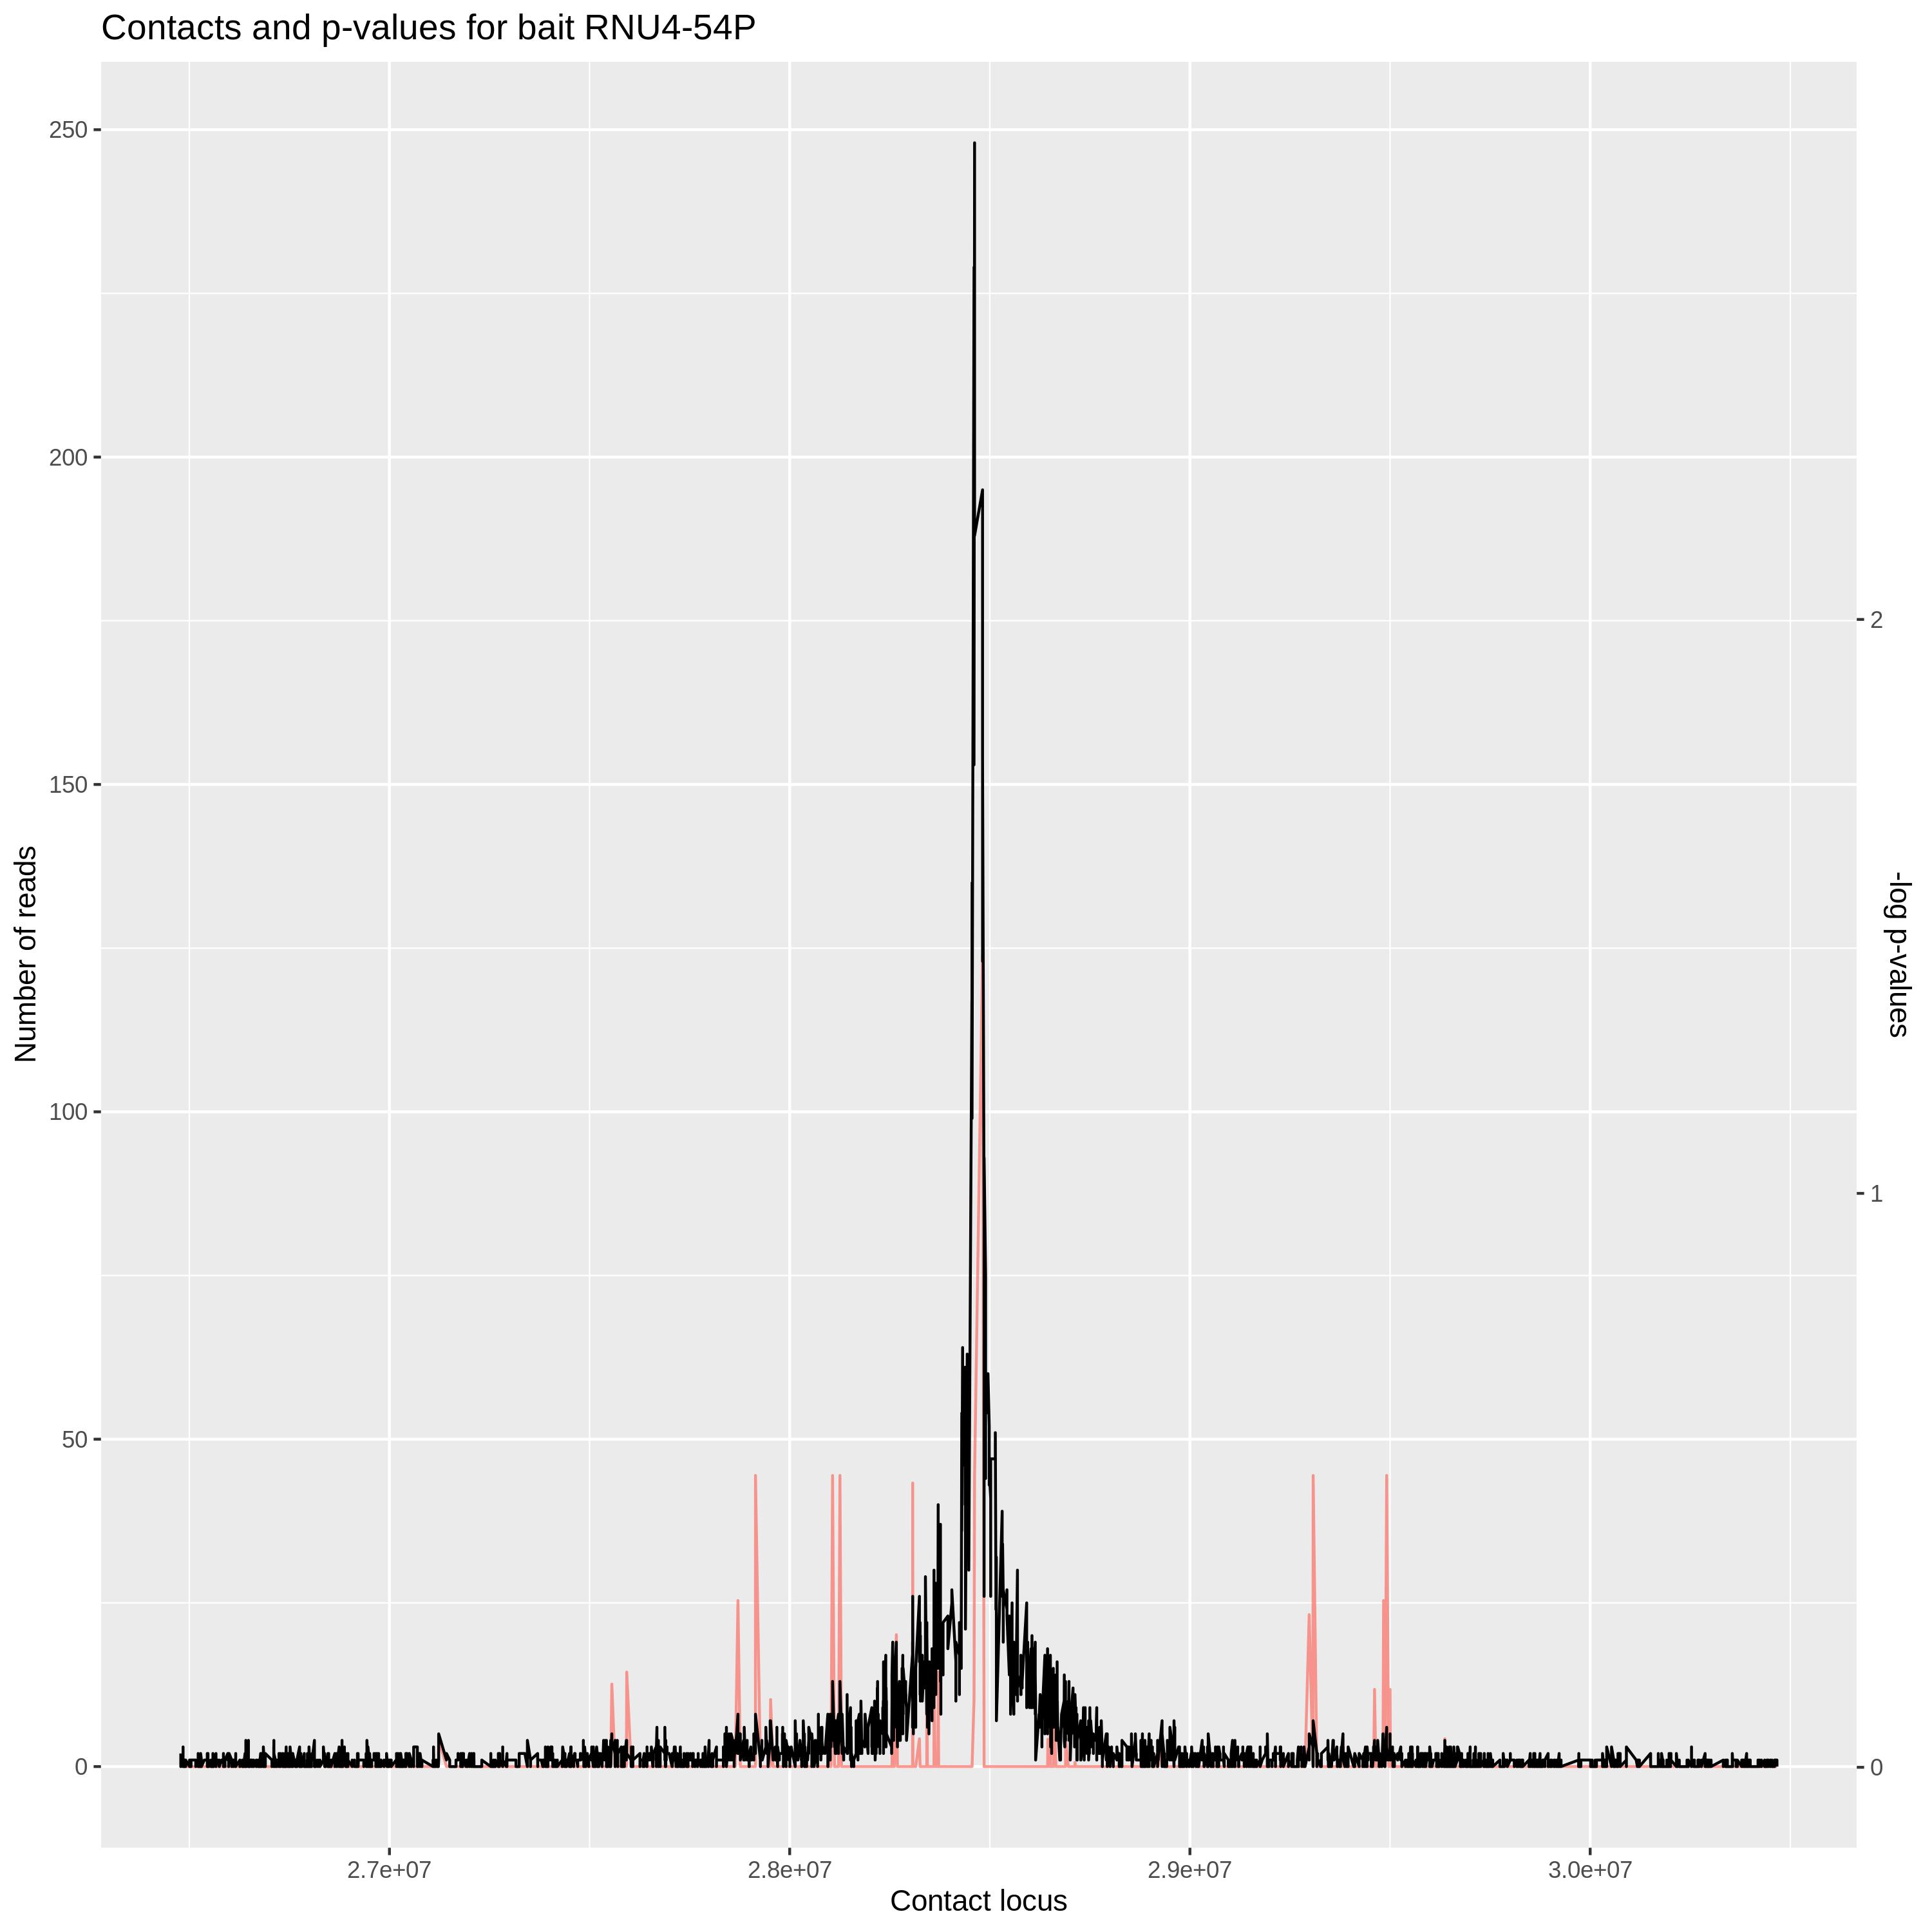 Contacts and p-values for bait RNU4-54P
250
200
150
100
50
0
Number of reads
2
1
0
-log p-values
2.7e+07
2.8e+07
2.9e+07
3.0e+07
Contact locus